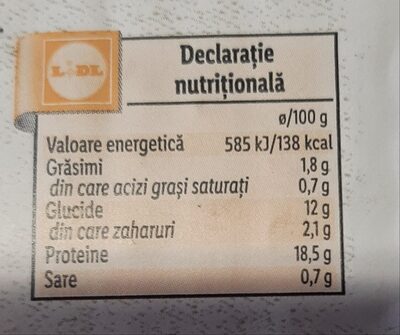 LIDL
Declarație
nutrițională
ø/100 g
Valoare energetică 585 kJ/138 kcal
Grăsimi 1,8 g
din care acizi grași saturați 0,7 g
Glucide 12 g
din care zaharuri 2,1 g
Proteine 18,5 g
Sare 0,7 g